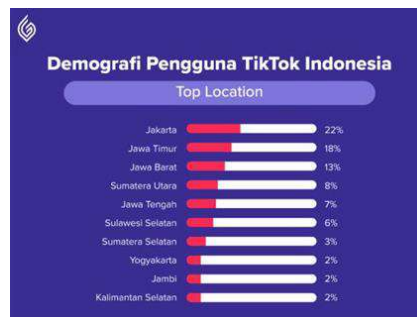 Demografi Pengguna TikTok Indonesia
Top Location
Jakarta 22%
Jawa Timur 18%
Jawa Barat 13%
Sumatera Utara 8%
Jawa Tengah 7%
Sulawesi Selatan 6%
Sumatera Selatan 3%
Yogyakarta 2%
Jambi 2%
Kalimantan Selatan 2%